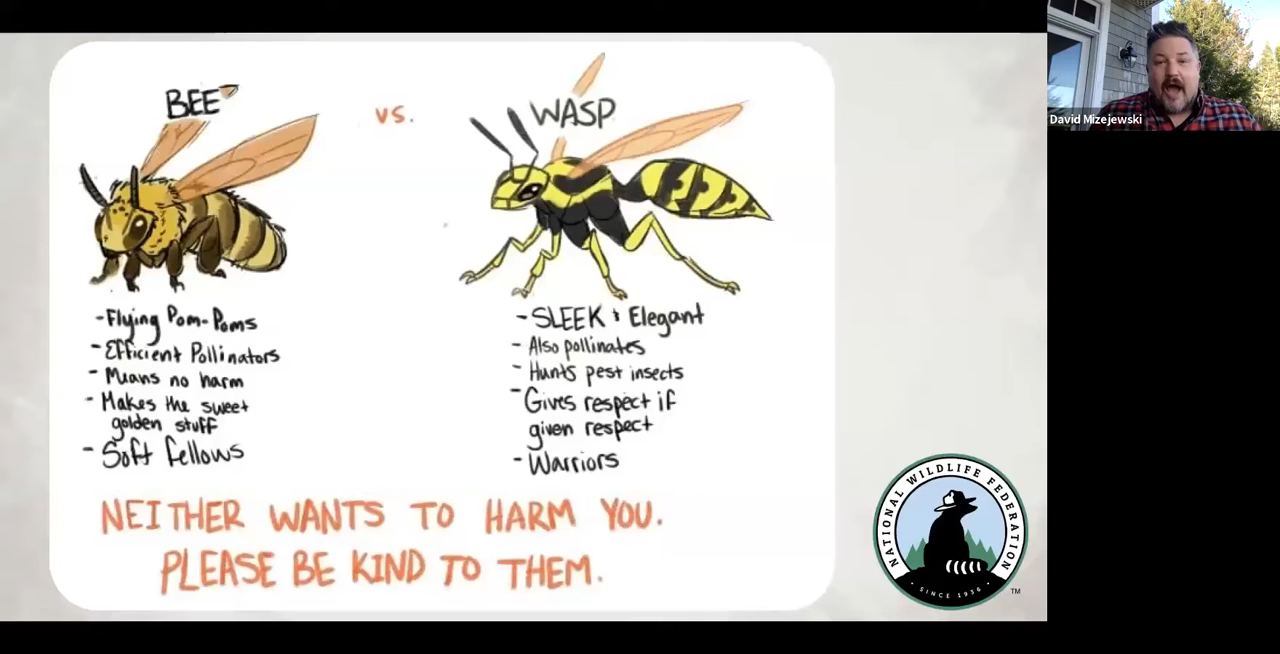 BEE
vs.
WASP
- Flying Pom-Poms
- Efficient Pollinators
- Means no harm
- Makes the sweet
golden stuff
- Soft fellows
- SLEEK & Elegant
- Also pollinates
- Hunts pest insects
- Gives respect if
given respect
- Warriors
NEITHER WANTS TO HARM YOU.
PLEASE BE KIND TO THEM.
NATIONAL WILDLIFE FEDERATION
· SINCE 1936 ·
TM
David Mizejewski